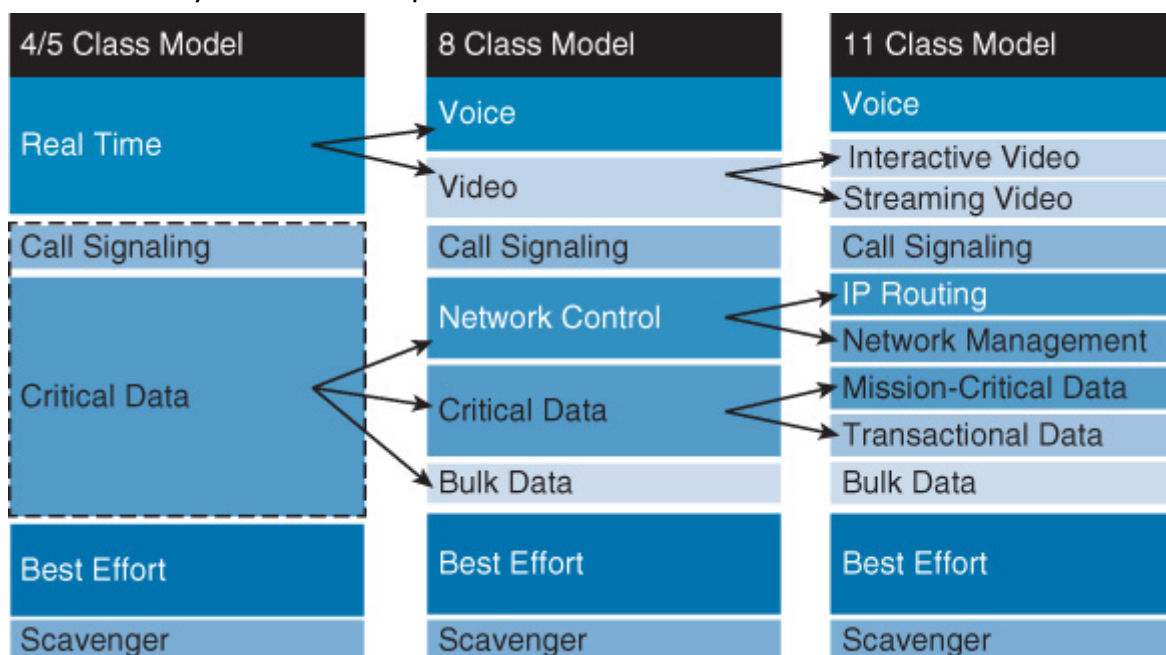 4/5 Class Model
Real Time
Call Signaling
Critical Data
Best Effort
Scavenger
8 Class Model
Voice
Video
Call Signaling
Network Control
Critical Data
Bulk Data
Best Effort
Scavenger
11 Class Model
Voice
Interactive Video
Streaming Video
Call Signaling
IP Routing
Network Management
Mission-Critical Data
Transactional Data
Bulk Data
Best Effort
Scavenger